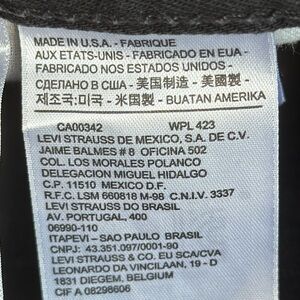 MADE IN U.S.A. - FABRIQUE
AUX ETATS-UNIS - FABRICADO EN EUA -
FABRICADO NOS ESTADOS UNIDOS -
СДЕЛАНО В США - 美国制造 - 美國製 -
제조국:미국 - 米国製 - BUATAN AMERIKA
CA00342 WPL 423
LEVI STRAUSS DE MEXICO, S.A. DE C.V.
JAIME BALMES # 8 OFICINA 502
COL. LOS MORALES POLANCO
DELEGACION MIGUEL HIDALGO
C.P. 11510 MEXICO D.F.
R.F.C. LSM 660818 M-98 C.N.I.V. 3337
LEVI STRAUSS DO BRASIL
AV. PORTUGAL, 400
06990-110
ITAPEVI - SAO PAULO BRASIL
CNPJ: 43.351.097/0001-90
LEVI STRAUSS & CO. EU SCA/CVA
LEONARDO DA VINCILAAN, 19 - D
1831 DIEGEM, BELGIUM
CIF A 08298606